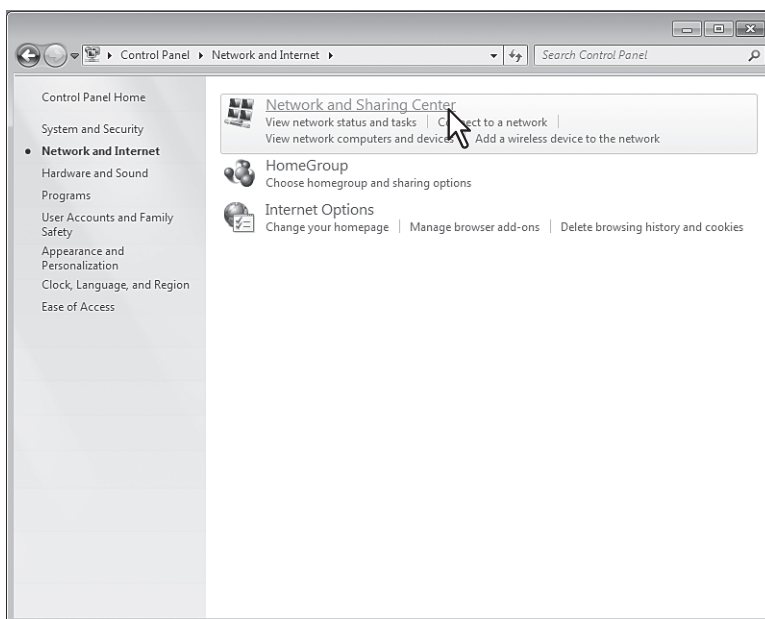 Control Panel Network and Internet Search Control Panel
Control Panel Home
System and Security
Network and Internet
Hardware and Sound
Programs
User Accounts and Family
Safety
Appearance and
Personalization
Clock, Language, and Region
Ease of Access
Network and Sharing Center
View network status and tasks to a network
View network computers and Add a wireless device to the network
HomeGroup
Choose homegroup and sharing options
Internet Options
Change your homepage Manage browser add-ons Delete browsing history and cookies